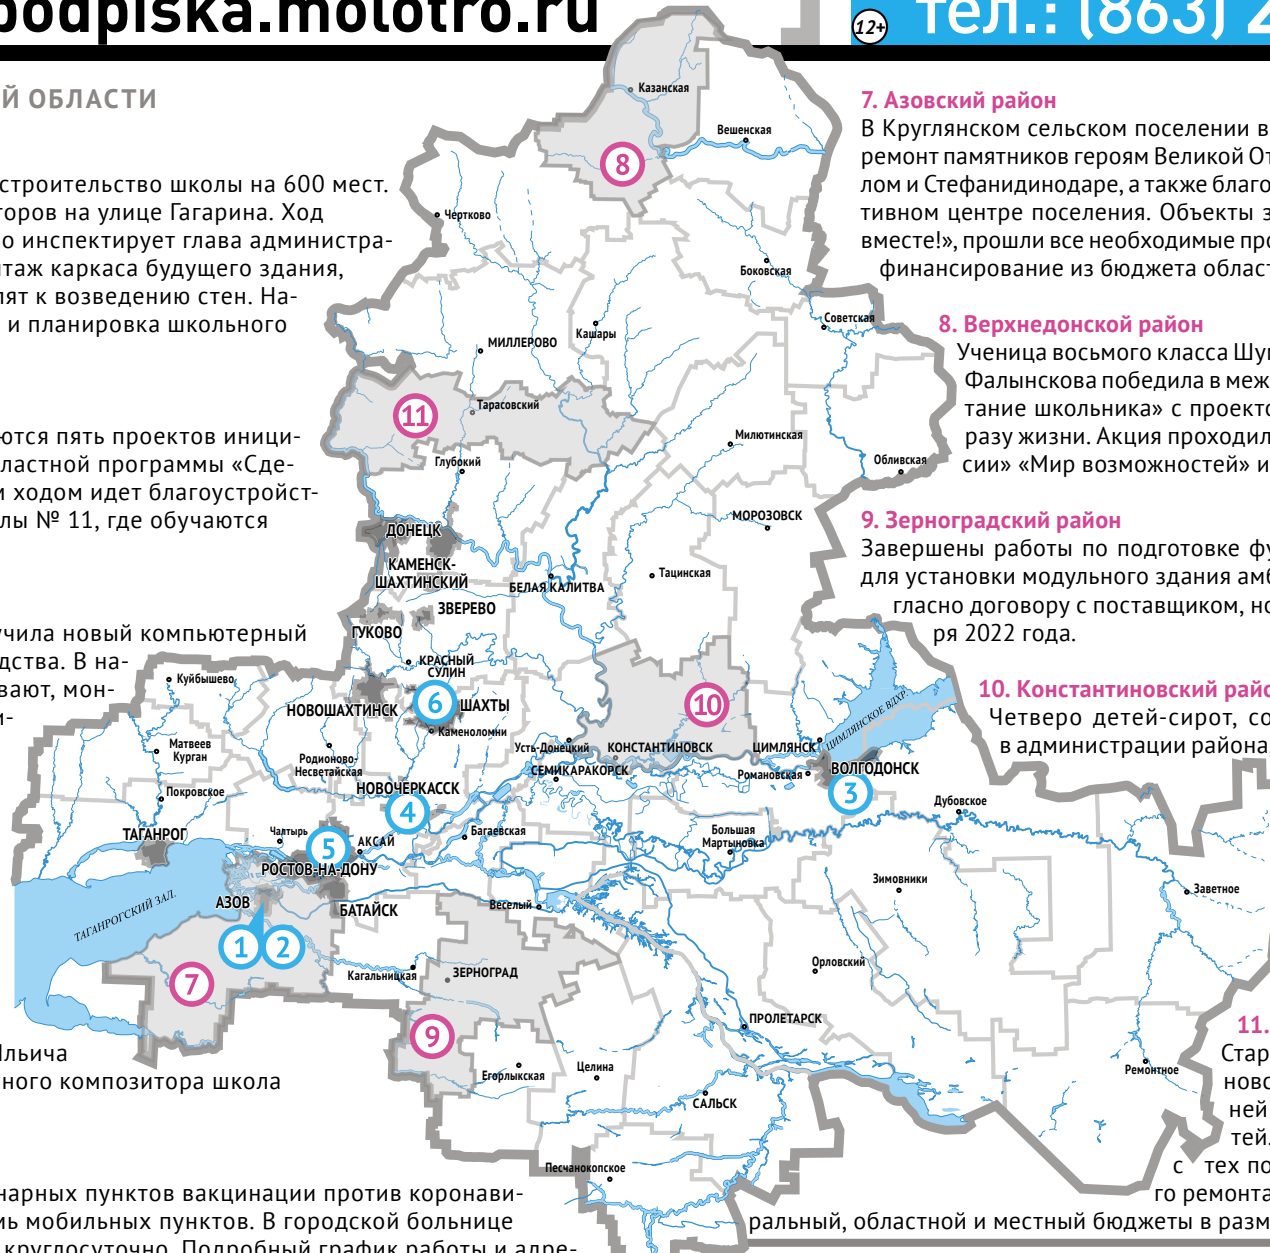 podpiska.molotro.ru
12+
тел.: (863) 2
Й ОБЛАСТИ
строительство школы на 600 мест.
торов на улице Гагарина. Ход
о инспектирует глава администра-
нтаж каркаса будущего здания,
пят к возведению стен. На-
и планировка школьного
ются пять проектов иници-
ластной программы «Сде-
м ходом идет благоустройст-
лы № 11, где обучаются
учила новый компьютерный
дства. В на-
вают, мон-
и-
Ильича
ного композитора школа
нарных пунктов вакцинации против коронави-
мь мобильных пунктов. В городской больнице
круглосуточно. Подробный график работы и адре-
7. Азовский район
В Круглянском сельском поселении в
ремонт памятников героям Великой От
лом и Стефанидинодаре, а также благо
тивном центре поселения. Объекты з
вместе!», прошли все необходимые про
финансирование из бюджета област
8. Верхнедонской район
Ученица восьмого класса Шум
Фалынскова победила в меж
тание школьника» с проекто
разу жизни. Акция проходил
сии» «Мир возможностей» и
9. Зерноградский район
Завершены работы по подготовке фу
для установки модульного здания амб
гласно договору с поставщиком, но
ря 2022 года.
10. Константиновский райо
Четверо детей-сирот, со
в администрации района
11.
Стар
ново
ней
тей.
с тех по
го ремонта
ральный, областной и местный бюджеты в разм
Казанская
Вешенская
8
Чертково
Боковская
Советская
Кашары
МИЛЛЕРОВО
Тарасовский
11
Милютинская
Глубокий
Обливская
МОРОЗОВСК
ДОНЕЦК
КАМЕНСК-
ШАХТИНСКИЙ
Тацинская
БЕЛАЯ КАЛИТВА
ЗВЕРЕВО
ГУКОВО
КРАСНЫЙ
СУЛИН
Куйбышево
6
ШАХТЫ
НОВОШАХТИНСК
10
ЦИМЛЯНСКОЕ ВДХР.
Каменоломни
Матвеев
Курган
Родионово-
Несветайская
Усть-Донецкий
КОНСТАНТИНОВСК
ЦИМЛЯНСК
СЕМИКАРАКОРСК
Романовская
ВОЛГОДОНСК
3
Покровское
НОВОЧЕРКАССК
4
Дубовское
ТАГАНРОГ
Чалтырь
5
АКСАЙ
Багаевская
Большая
Мартыновка
РОСТОВ-НА-ДОНУ
Зимовники
Заветное
АЗОВ
БАТАЙСК
Веселый
ТАГАНРОГСКИЙ ЗАЛ.
1
2
7
Кагальницкая
ЗЕРНОГРАД
Орловский
9
ПРОЛЕТАРСК
Егорлыкская
Целина
Ремонтное
САЛЬСК
Песчанокопское